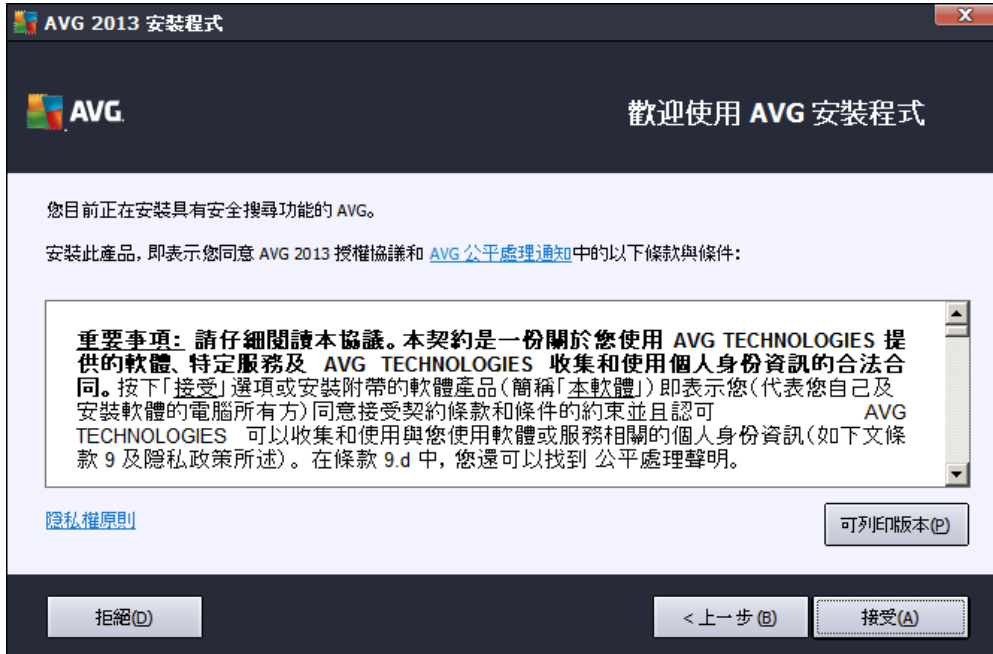 AVG 2013 安裝程式
AVG.
歡迎使用 AVG 安裝程式
您目前正在安裝具有安全搜尋功能的 AVG。
安裝此產品, 即表示您同意 AVG 2013 授權協議和 AVG 公平處理通知中的以下條款與條件:
重要事項: 請仔細閱讀本協議。本契約是一份關於您使用 AVG TECHNOLOGIES 提
供的軟體、特定服務及 AVG TECHNOLOGIES 收集和使用個人身份資訊的合法合
同。按下「接受」選項或安裝附帶的軟體產品(簡稱「本軟體」)即表示您(代表您自己及
安裝軟體的電腦所有方)同意接受契約條款和條件的約束並且認可 AVG
TECHNOLOGIES 可以收集和使用與您使用軟體或服務相關的個人身份資訊(如下文條
款 9 及隱私政策所述)。在條款 9.d 中, 您還可以找到 公平處理聲明。
隱私權原則
可列印版本(P)
拒絕(D)
< 上一步(B)
接受(A)